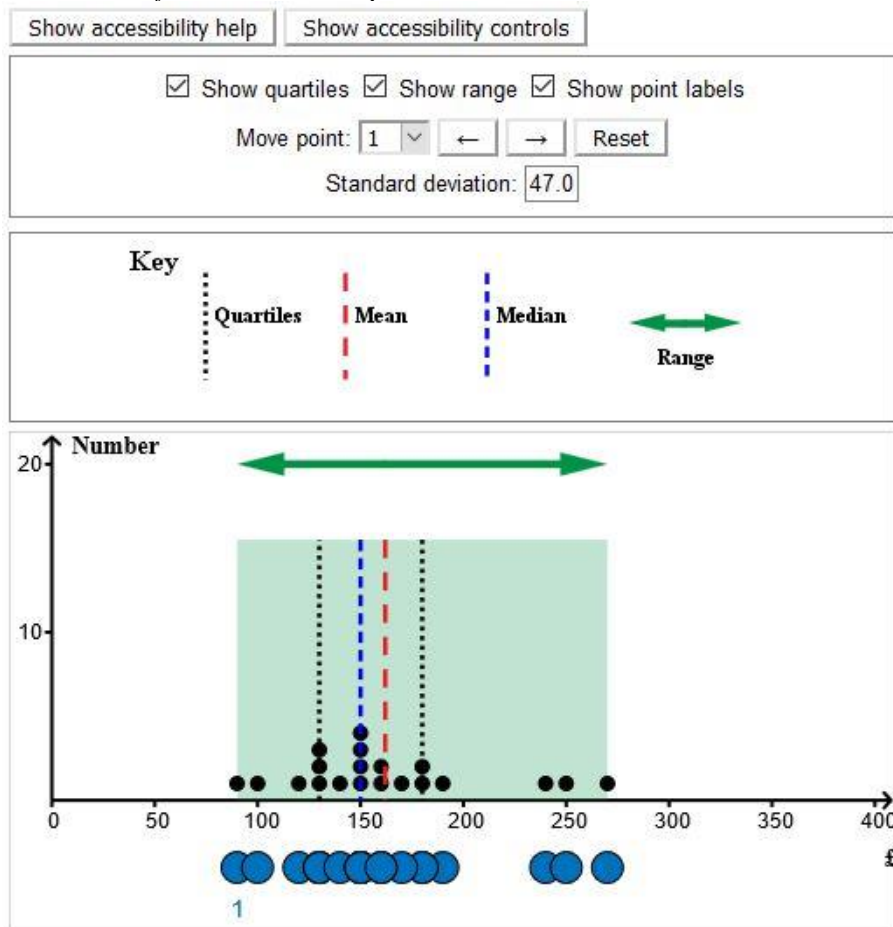 Show accessibility help Show accessibility controls
Show quartiles Show range Show point labels
Move point: 1 ← → Reset
Standard deviation: 47.0
Key
Quartiles Mean Median
Range
Number
20
10
0 50 100 150 200 250 300 350 400
£
1